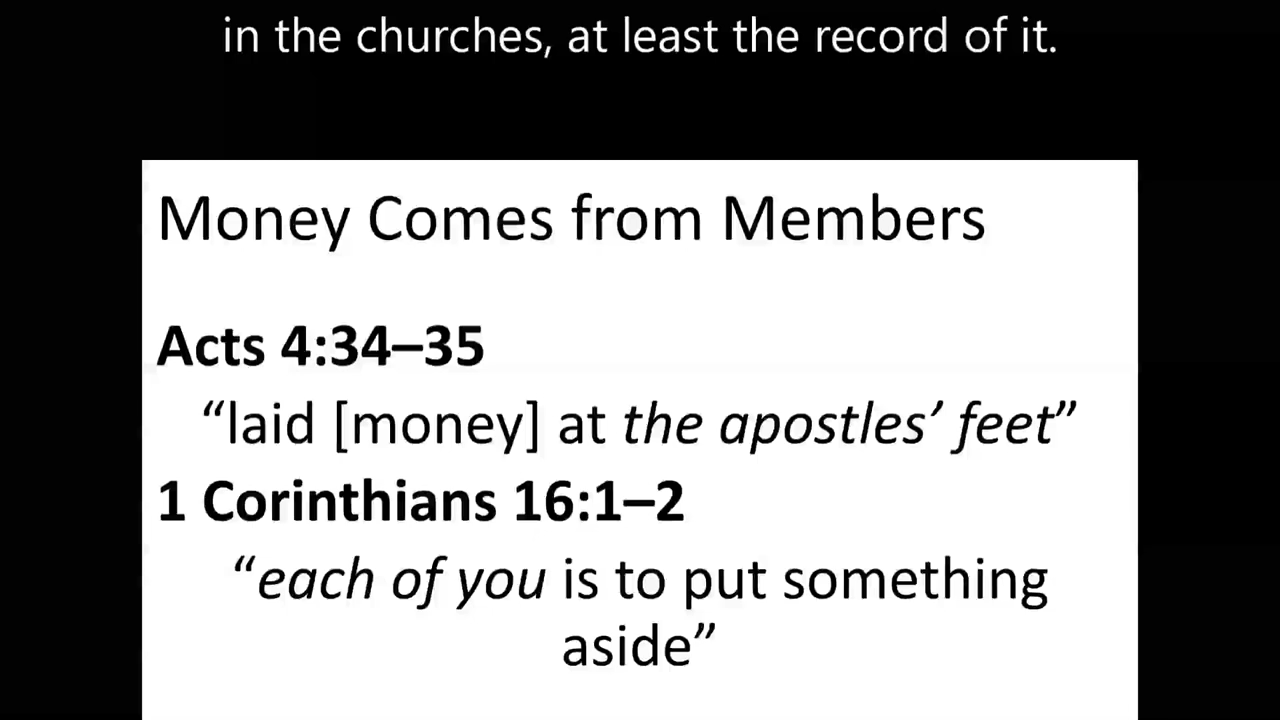 in the churches, at least the record of it.
Money Comes from Members
Acts 4:34–35
“laid [money] at the apostles’ feet”
1 Corinthians 16:1–2
“each of you is to put something
aside”